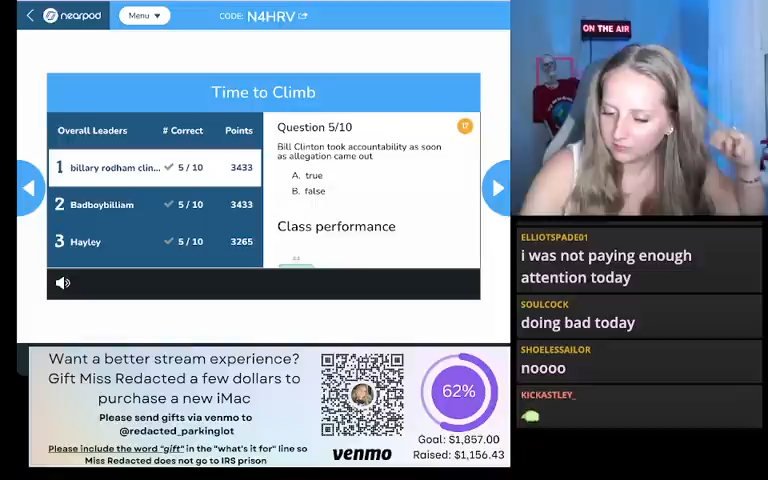 nearpod
Menu
CODE: N4HRV
ON THE AIR
Time to Climb
Overall Leaders # Correct Points
1 billary rodham clin... 5 / 10 3433
2 Badboybilliam 5 / 10 3433
3 Hayley 5 / 10 3265
Question 5/10
Bill Clinton took accountability as soon
as allegation came out
A. true
B. false
Class performance
ELLIOTSPADE01
i was not paying enough
attention today
SOULCOCK
doing bad today
SHOELESSAILOR
noooo
KICKASTLEY_
Want a better stream experience?
Gift Miss Redacted a few dollars to
purchase a new iMac
Please send gifts via venmo to
@redacted_parkinglot
Please include the word "gift" in the "what's it for" line so
Miss Redacted does not go to IRS prison
venmo
62%
Goal: $1,857.00
Raised: $1,156.43